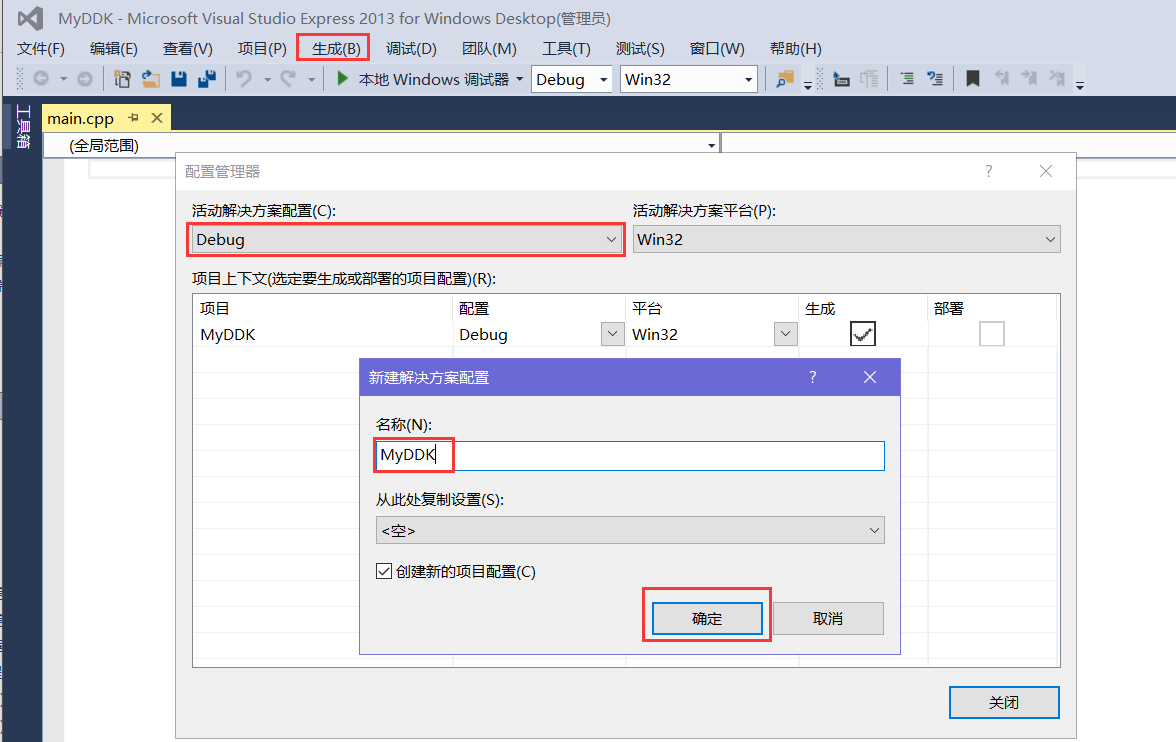 MyDDK - Microsoft Visual Studio Express 2013 for Windows Desktop(管理员)
文件(F) 编辑(E) 查看(V) 项目(P) 生成(B) 调试(D) 团队(M) 工具(T) 测试(S) 窗口(W) 帮助(H)
本地 Windows 调试器 Debug Win32
工具箱
main.cpp
(全局范围)
配置管理器
活动解决方案配置(C): 活动解决方案平台(P):
Debug Win32
项目上下文(选定要生成或部署的项目配置)(R):
项目 配置 平台 生成 部署
MyDDK Debug Win32
新建解决方案配置
名称(N):
MyDDK
从此处复制设置(S):
<空>
创建新的项目配置(C)
确定 取消
关闭